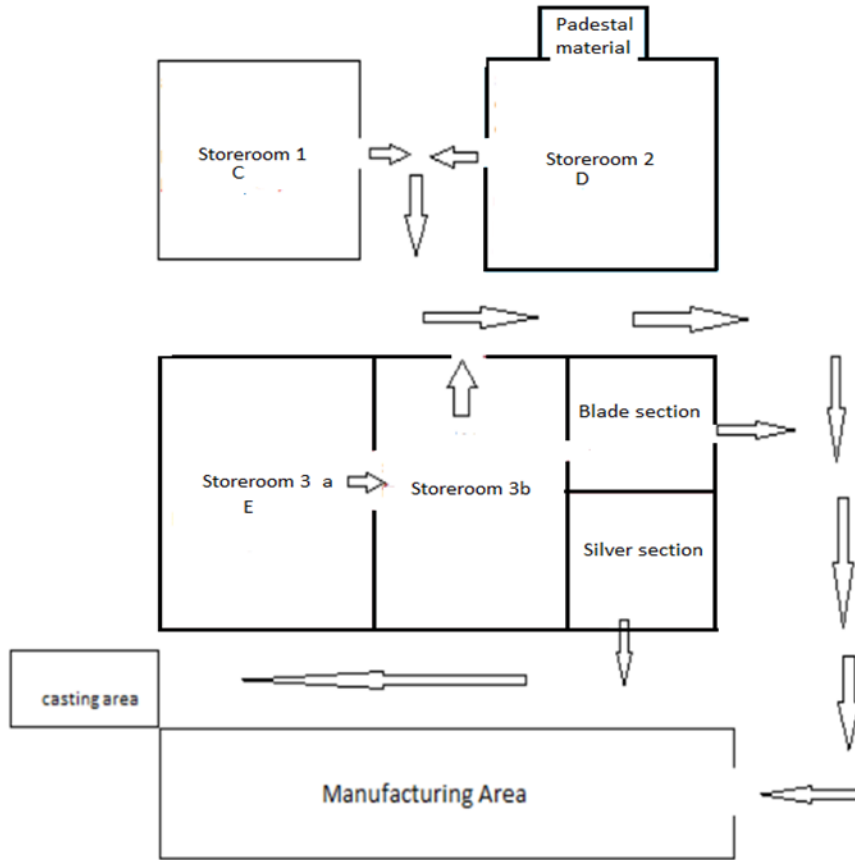 Padestal
material
Storeroom 1
C
Storeroom 2
D
Blade section
Storeroom 3 a
E
Storeroom 3b
Silver section
casting area
Manufacturing Area